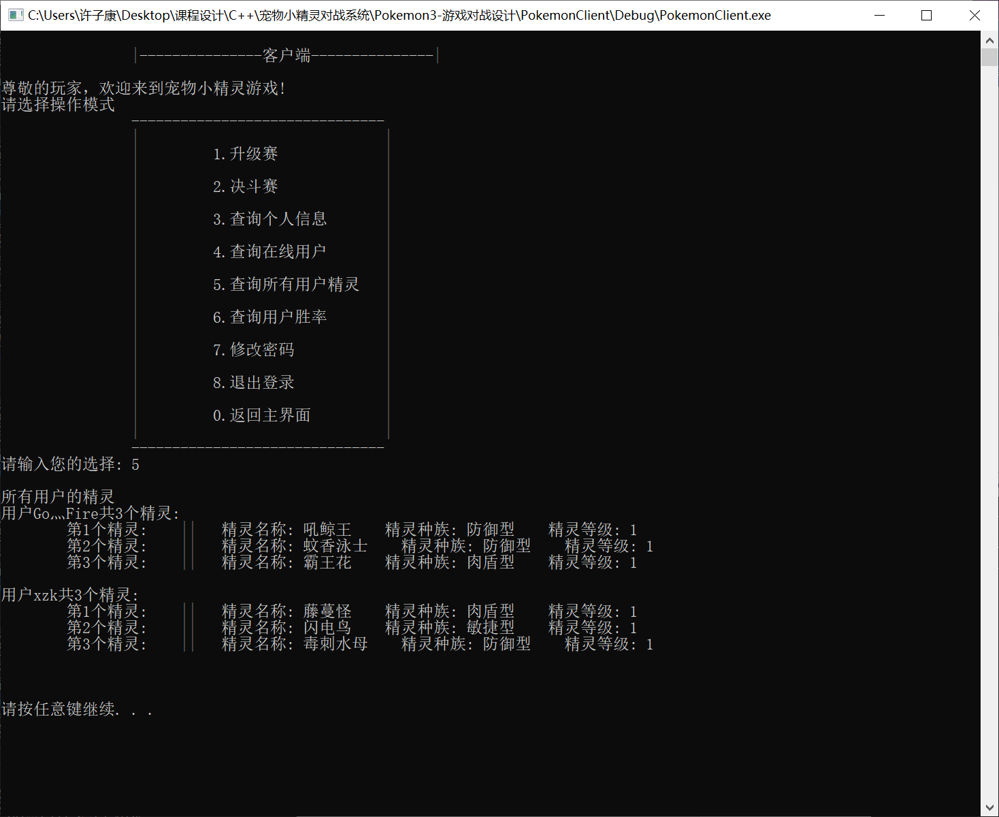 C:\Users\许子康\Desktop\课程设计\C++\宠物小精灵对战系统\Pokemon3-游戏对战设计\PokemonClient\Debug\PokemonClient.exe
|---------------客户端---------------|
尊敬的玩家，欢迎来到宠物小精灵游戏!
请选择操作模式
-------------------------------
1.升级赛
2.决斗赛
3.查询个人信息
4.查询在线用户
5.查询所有用户精灵
6.查询用户胜率
7.修改密码
8.退出登录
0.返回主界面
-------------------------------
请输入您的选择: 5
所有用户的精灵
用户Go灬Fire共3个精灵:
第1个精灵: || 精灵名称: 吼鲸王 精灵种族: 防御型 精灵等级: 1
第2个精灵: || 精灵名称: 蚊香泳士 精灵种族: 防御型 精灵等级: 1
第3个精灵: || 精灵名称: 霸王花 精灵种族: 肉盾型 精灵等级: 1
用户xzk共3个精灵:
第1个精灵: || 精灵名称: 藤蔓怪 精灵种族: 肉盾型 精灵等级: 1
第2个精灵: || 精灵名称: 闪电鸟 精灵种族: 敏捷型 精灵等级: 1
第3个精灵: || 精灵名称: 毒刺水母 精灵种族: 防御型 精灵等级: 1
请按任意键继续. . .